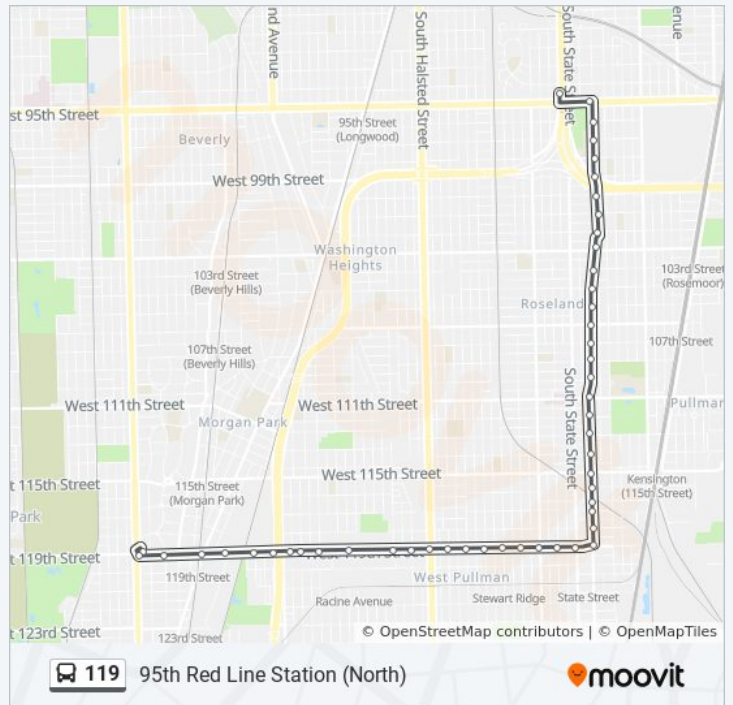 nd Avenue
South Halsted Street
South State Street
enue
st 95th Street
95th Street
(Longwood)
Beverly
West 99th Street
Washington
Heights
103rd Street
(Beverly Hills)
103rd Street
(Rosemoor)
Roseland
107th Street
(Beverly Hills)
107th Street
South State Street
West 111th Street
West 111th Street
Pullmar
Morgan Park
West 115th Street
t 115th Street
115th Street
(Morgan Park)
Kensington
(115th Street)
Park
t 119th Street
119th Street
West Pullman
Racine Avenue
Stewart Ridge
State Street
t 123rd Street
123rd Street
© OpenStreetMap contributors | © OpenMapTiles
119
95th Red Line Station (North)
moovit